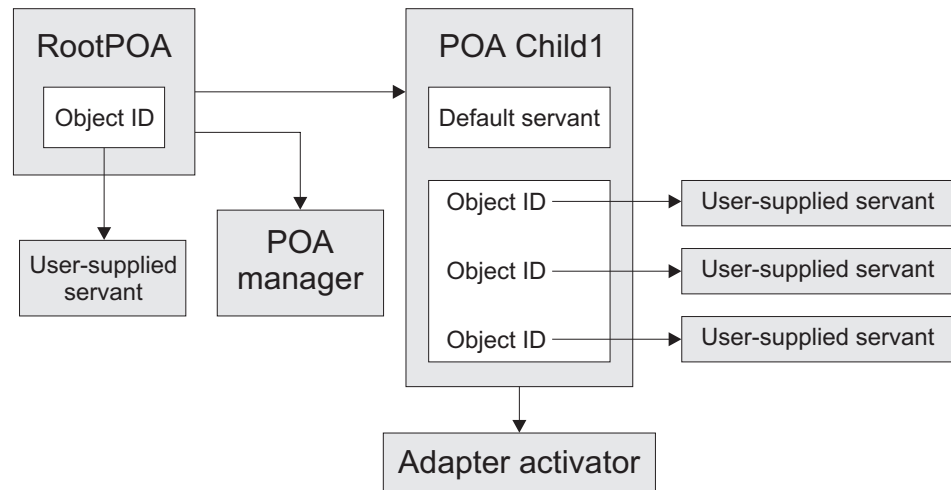 RootPOA
Object ID
User-supplied
servant
POA
manager
POA Child1
Default servant
Object ID
User-supplied servant
Object ID
User-supplied servant
Object ID
User-supplied servant
Adapter activator